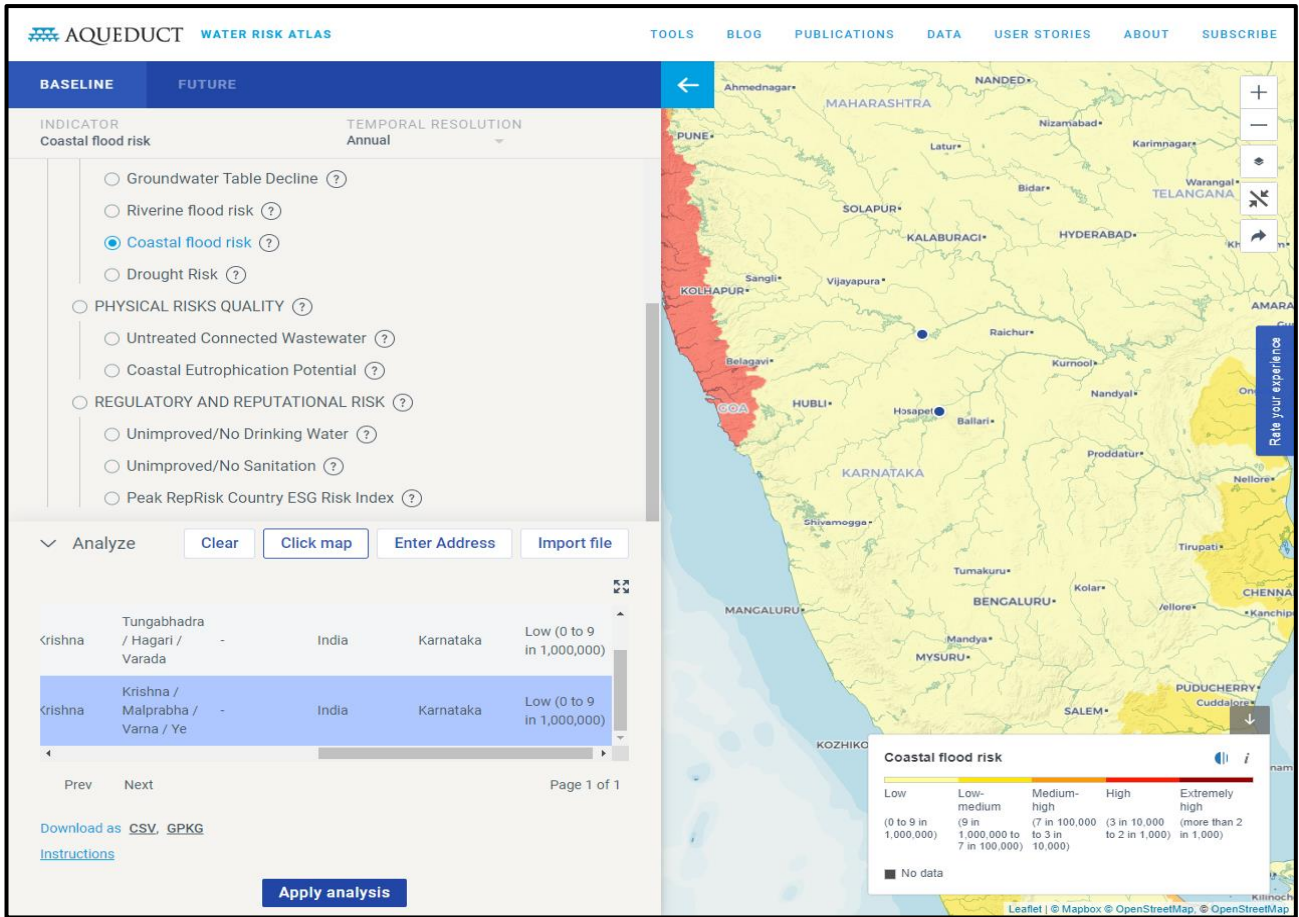 AQUEDUCT WATER RISK ATLAS
TOOLS BLOG PUBLICATIONS DATA USER STORIES ABOUT SUBSCRIBE
BASELINE FUTURE
INDICATOR
Coastal flood risk
TEMPORAL RESOLUTION
Annual
Groundwater Table Decline ?
Riverine flood risk ?
Coastal flood risk ?
Drought Risk ?
PHYSICAL RISKS QUALITY ?
Untreated Connected Wastewater ?
Coastal Eutrophication Potential ?
REGULATORY AND REPUTATIONAL RISK ?
Unimproved/No Drinking Water ?
Unimproved/No Sanitation ?
Peak RepRisk Country ESG Risk Index ?
Analyze Clear Click map Enter Address Import file
Krishna
Tungabhadra
/ Hagari /
Varada
-
India
Karnataka
Low (0 to 9
in 1,000,000)
Krishna
Krishna /
Malprabha /
Varna / Ye
-
India
Karnataka
Low (0 to 9
in 1,000,000)
Prev Next Page 1 of 1
Download as CSV, GPKG
Instructions
Apply analysis
Ahmednagar
NANDED
MAHARASHTRA
Nizamabad
PUNE
Latur
Karimnagar
Bidar
Warangal
TELANGANA
SOLAPUR
KALABURAGI
HYDERABAD
Kh
m
Sangli
Vijayapura
KOLHAPUR
AMARA
Raichur
Belagavi
Kurnool
GOA
HUBLI
Nandyal
On
Hosapet
Ballari
Rate your experience
Proddatur
KARNATAKA
Nellore
Shivamogga
Tirupati
Tumakuru
Kolar
BENGALURU
CHENNA
MANGALURU
/ellore
Kanchip
Mandya
MYSURU
PUDUCHERRY
SALEM
Cuddalore
KOZHIKO
nam
Coastal flood risk i
Low
(0 to 9 in
1,000,000)
Low-
medium
(9 in
1,000,000 to
7 in 100,000)
Medium-
high
(7 in 100,000
to 3 in
10,000)
High
(3 in 10,000
to 2 in 1,000)
Extremely
high
(more than 2
in 1,000)
No data
Kilinoch
Leaflet | © Mapbox © OpenStreetMap, © OpenStreetMap